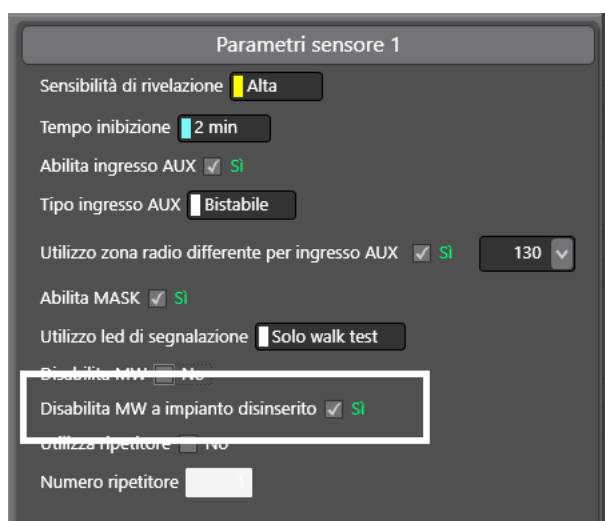 Parametri sensore 1
Sensibilità di rivelazione Alta
Tempo inibizione 2 min
Abilita ingresso AUX Sì
Tipo ingresso AUX Bistabile
Utilizzo zona radio differente per ingresso AUX Sì 130
Abilita MASK Sì
Utilizzo led di segnalazione Solo walk test
Disabilita MW No
Disabilita MW a impianto disinserito Sì
Utilizza ripetitore No
Numero ripetitore